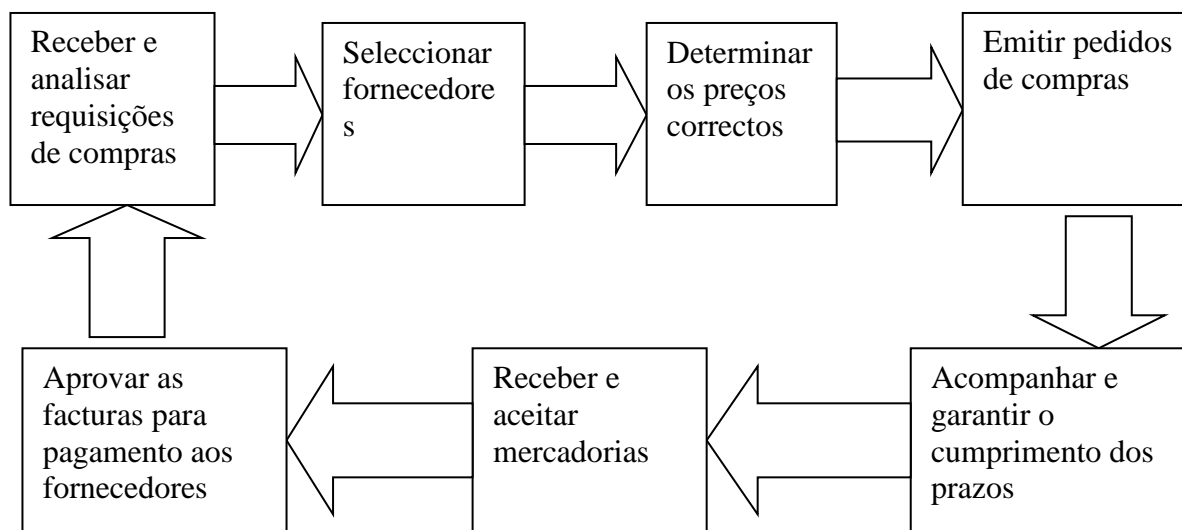 Receber e
analisar
requisições
de compras
Seleccionar
fornecedore
s
Determinar
os preços
correctos
Emitir pedidos
de compras
Aprovar as
facturas para
pagamento aos
fornecedores
Receber e
aceitar
mercadorias
Acompanhar e
garantir o
cumprimento dos
prazos